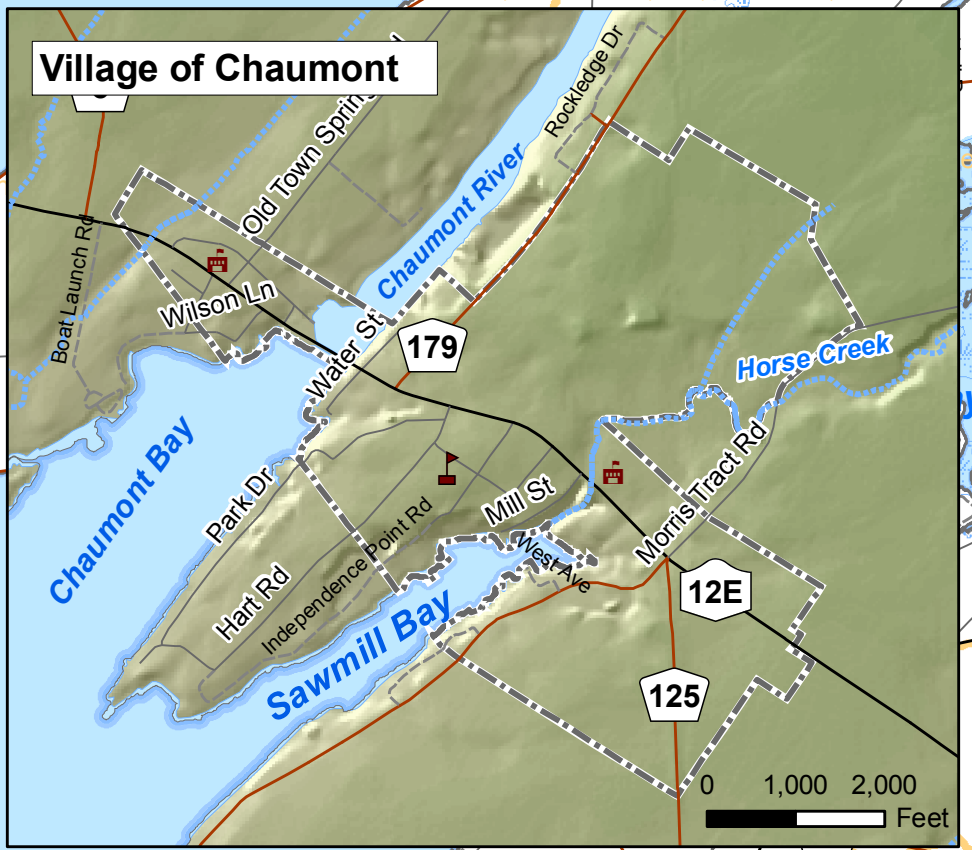 Village of Chaumont
Rockledge Dr
Old Town Spring
Chaumont River
Boat Launch Rd
Wilson Ln
Water St
179
Horse Creek
Chaumont Bay
Park Dr
Mill St
Morris Tract Rd
Independence Point Rd
West Ave
Hart Rd
12E
Sawmill Bay
125
0 1,000 2,000
Feet